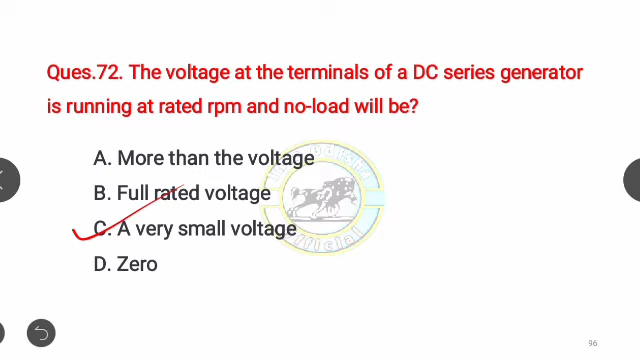 Ques.72. The voltage at the terminals of a DC series generator
is running at rated rpm and no-load will be?
A. More than the voltage
B. Full rated voltage
C. A very small voltage
D. Zero
96